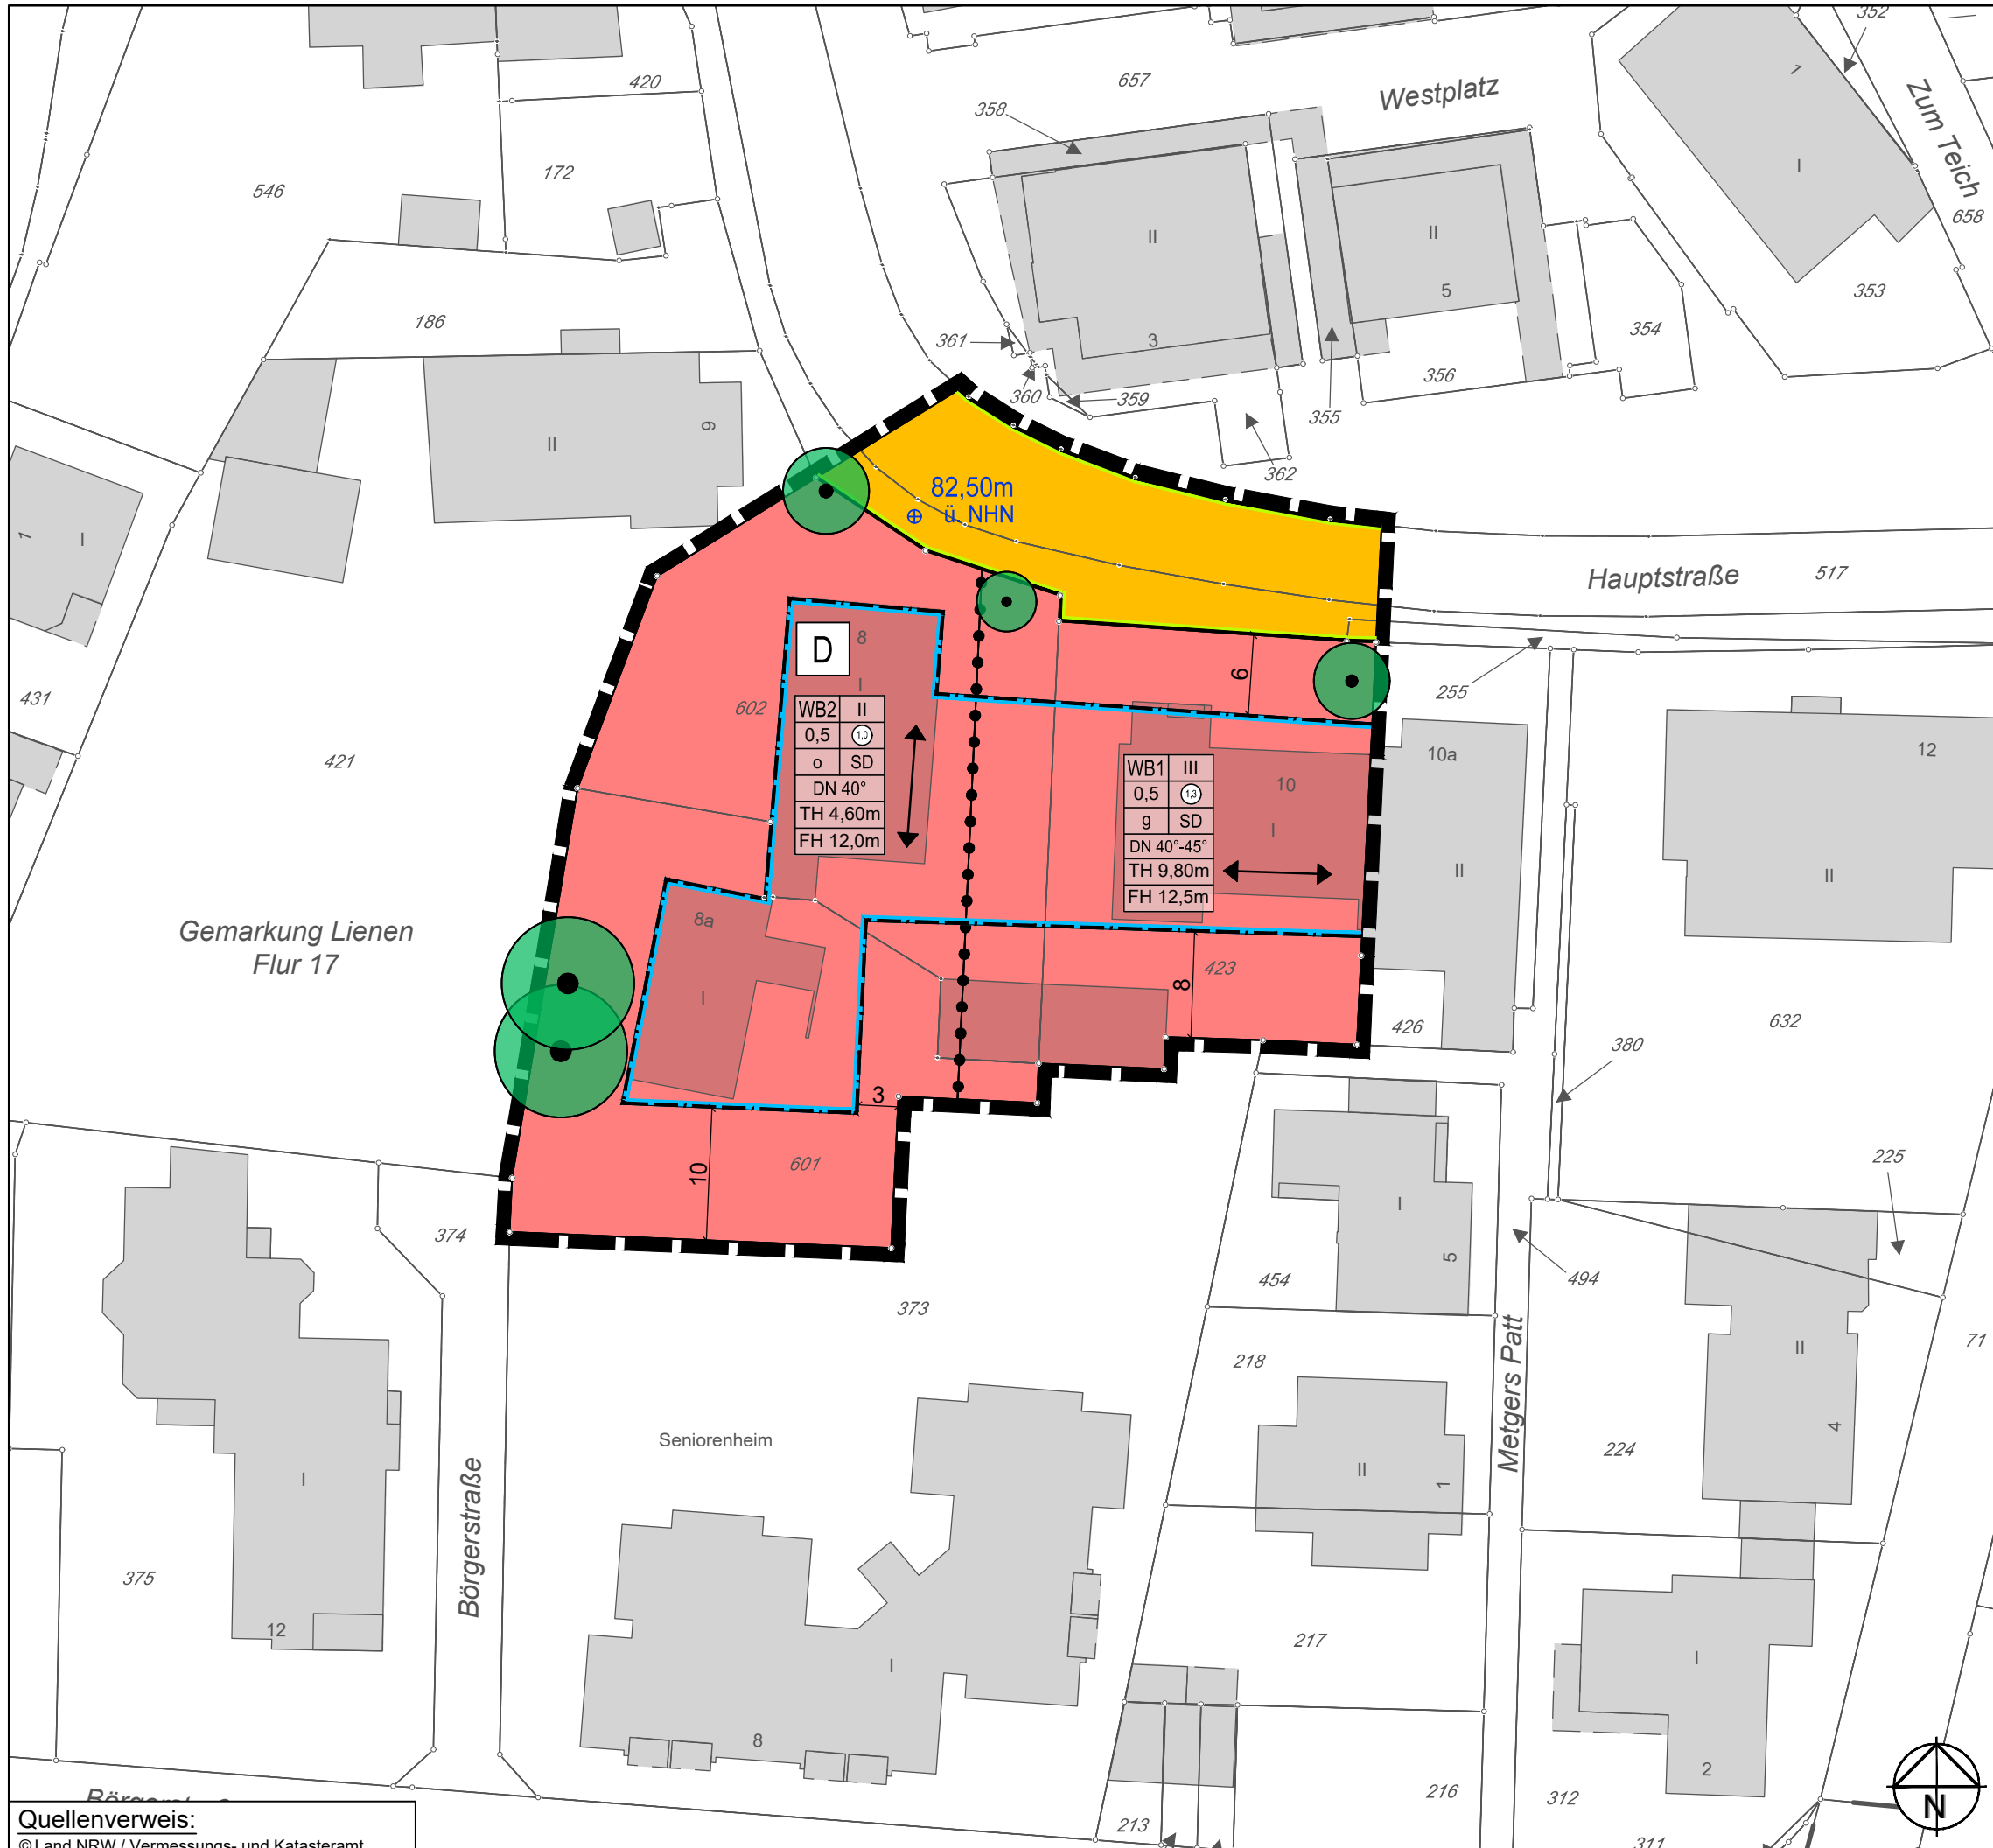 352
420
657
Westplatz
1
Zum Teich
358
172
546
I
658
II
II
5
353
186
361
3
354
356
360
359
355
9
II
362
82,50m
ü. NHN
1
I
Hauptstraße
517
8
D
6
255
431
I
602
WB2 II
0,5 1,0
o SD
DN 40°
TH 4,60m
FH 12,0m
10a
12
421
WB1 III
0,5 1,3
g SD
DN 40°-45°
TH 9,80m
FH 12,5m
10
I
II
II
8a
Gemarkung Lienen
Flur 17
423
8
I
426
632
380
3
601
10
225
374
I
5
454
494
373
71
218
II
Metgers Patt
Seniorenheim
224
4
II
1
I
Börgerstraße
375
12
217
I
I
8
2
216
312
N
213
311
Quellenverweis:
© Land NRW / Vermessungs- und Katasteramt